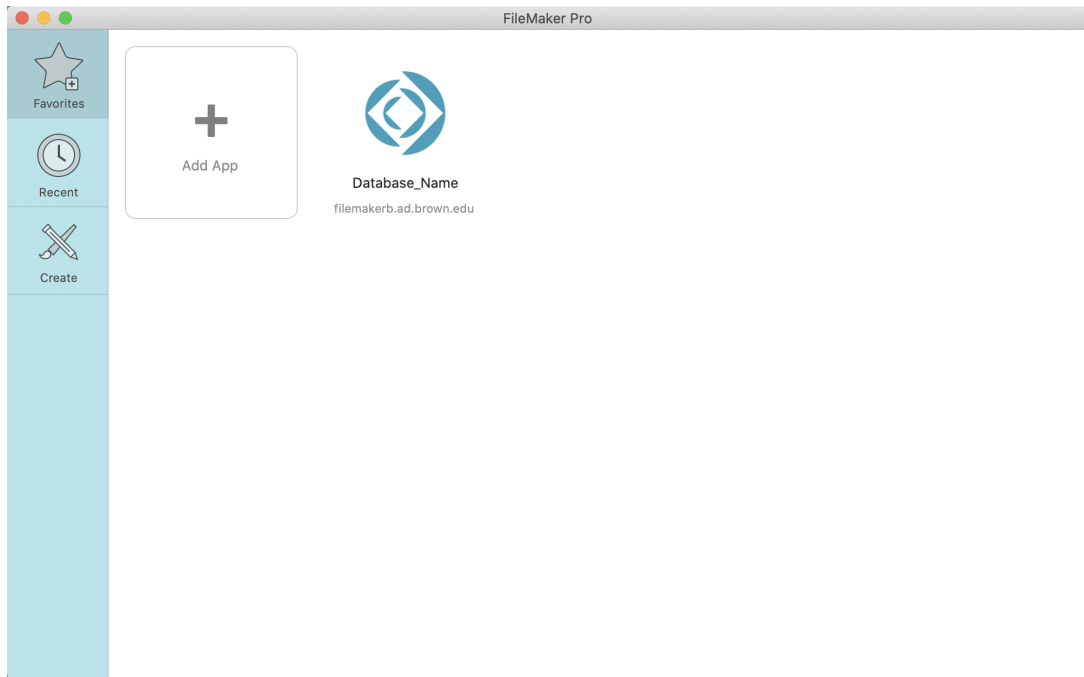 FileMaker Pro
Favorites
Recent
Create
Add App
Database_Name
filemakerb.ad.brown.edu